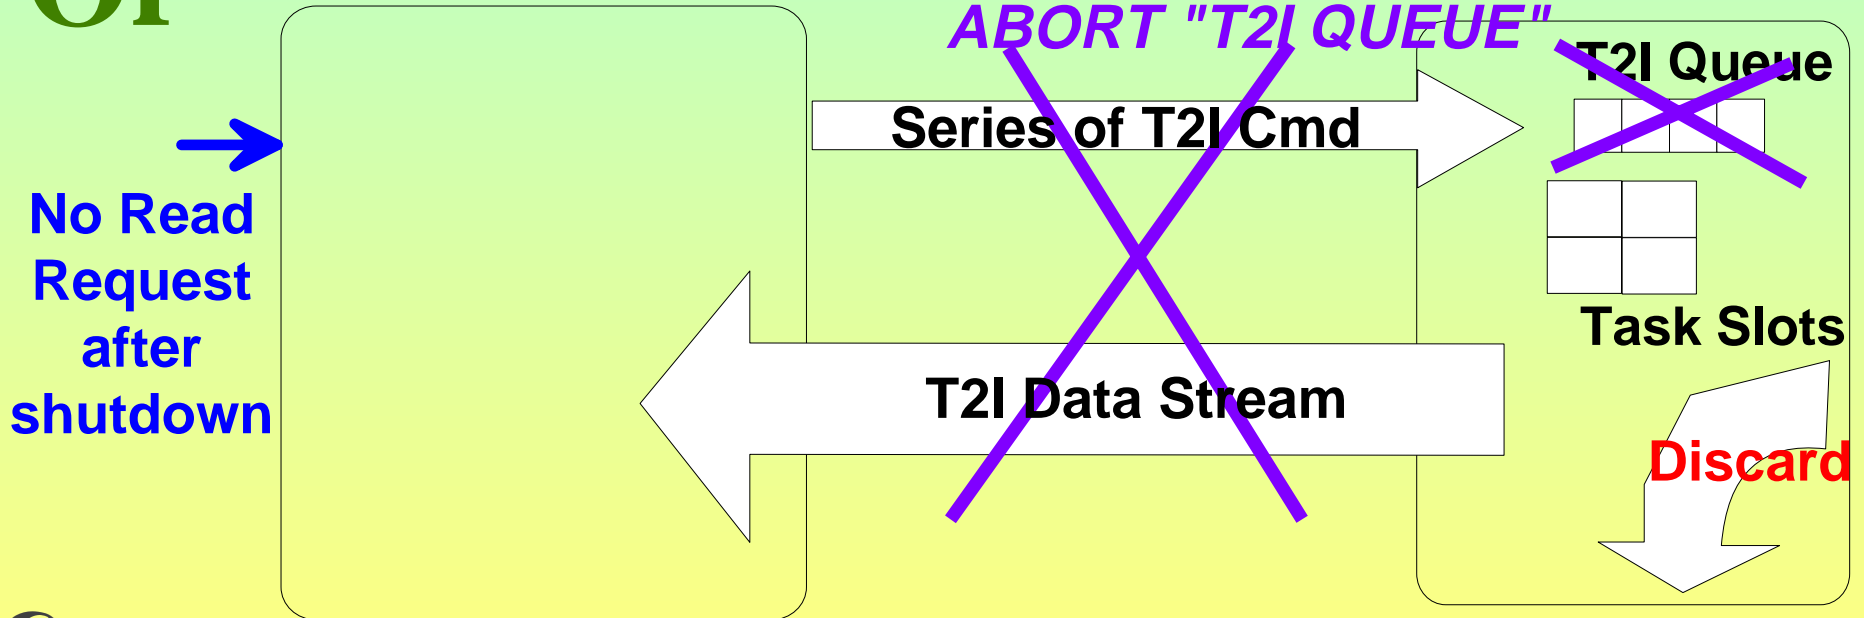 ABORT "T2I QUEUE"
T2I Queue
Series of T2I Cmd
No Read
Request
after
shutdown
Task Slots
T2I Data Stream
Discard